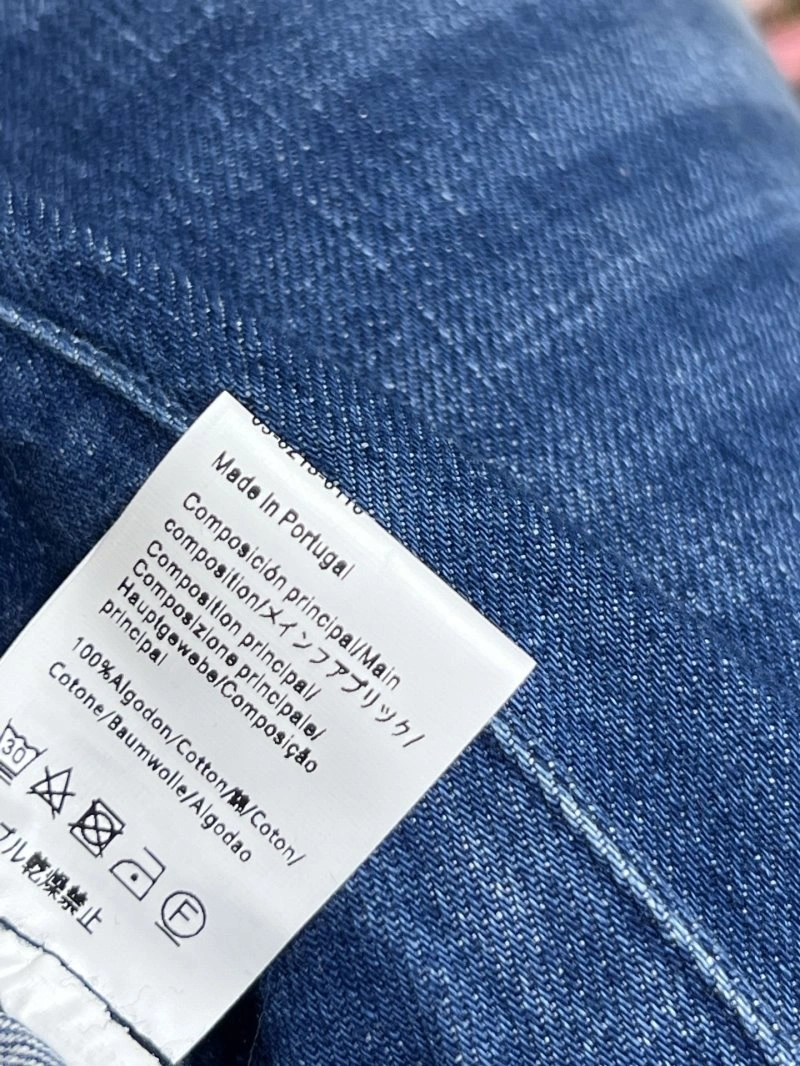 Made in Portugal
Composición principal/Main
composition/メインファブリック/
Composition principal/
Composizione principale/
Hauptgewebe/Composição
principal
100%Algodon/Cotton/綿/Coton/
Cotone/Baumwolle/Algodao
30
F
ブル乾燥禁止